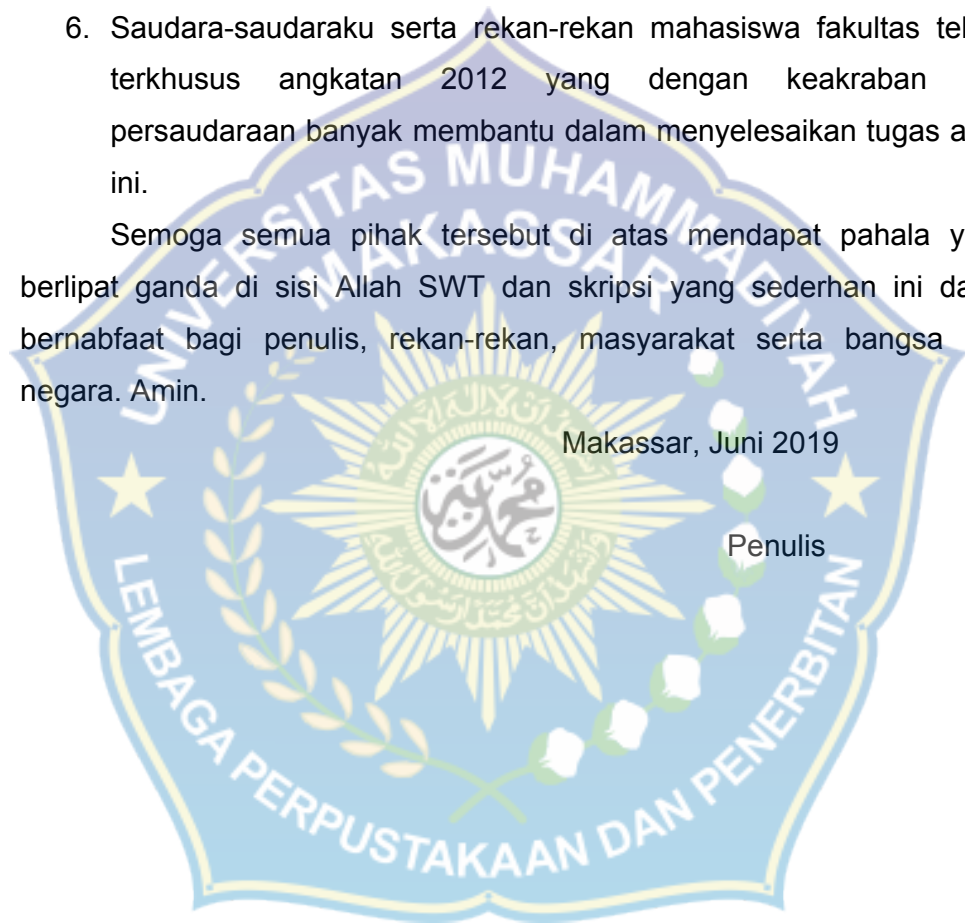 6. Saudara-saudaraku serta rekan-rekan mahasiswa fakultas tek
terkhusus angkatan 2012 yang dengan keakraban
persaudaraan banyak membantu dalam menyelesaikan tugas a
ini.
Semoga semua pihak tersebut di atas mendapat pahala y
berlipat ganda di sisi Allah SWT dan skripsi yang sederhan ini da
bernabfaat bagi penulis, rekan-rekan, masyarakat serta bangsa
negara. Amin.
Makassar, Juni 2019
Penulis
UNIVERSITAS MUHAMMADIYAH
MAKASSAR
محمد
LEMBAGA PERPUSTAKAAN DAN PENERBITAN